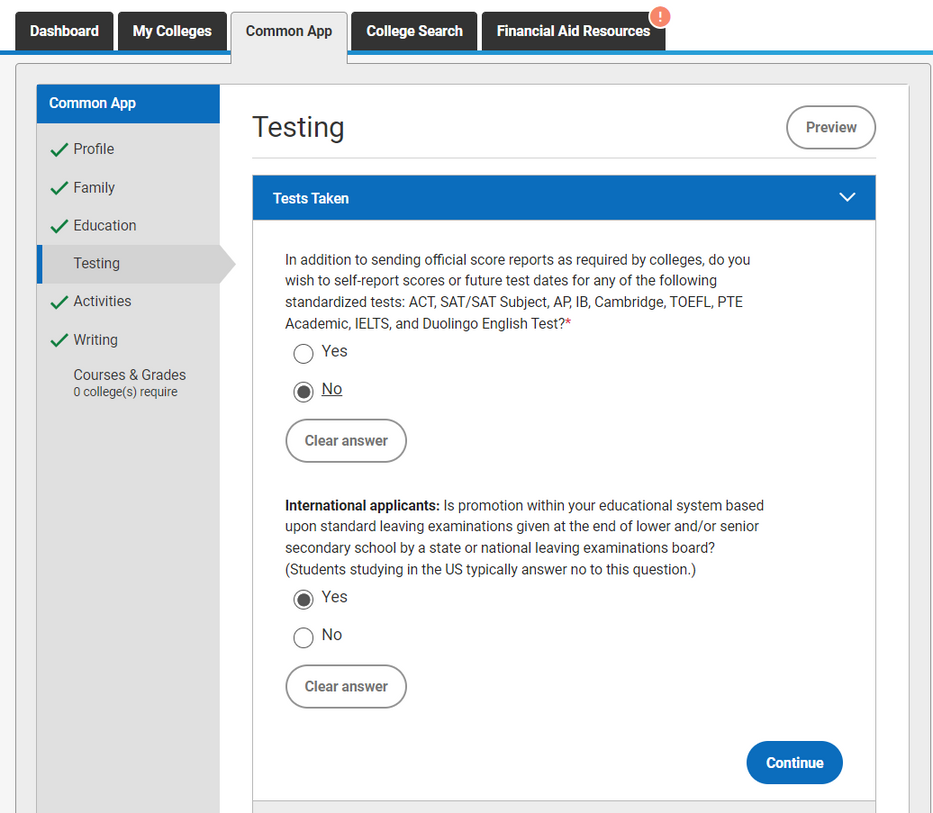 Dashboard
My Colleges
Common App
College Search
Financial Aid Resources
!
Common App
Profile
Family
Education
Testing
Activities
Writing
Courses & Grades
0 college(s) require
Testing
Preview
Tests Taken
In addition to sending official score reports as required by colleges, do you
wish to self-report scores or future test dates for any of the following
standardized tests: ACT, SAT/SAT Subject, AP, IB, Cambridge, TOEFL, PTE
Academic, IELTS, and Duolingo English Test?*
Yes
No
Clear answer
International applicants: Is promotion within your educational system based
upon standard leaving examinations given at the end of lower and/or senior
secondary school by a state or national leaving examinations board?
(Students studying in the US typically answer no to this question.)
Yes
No
Clear answer
Continue